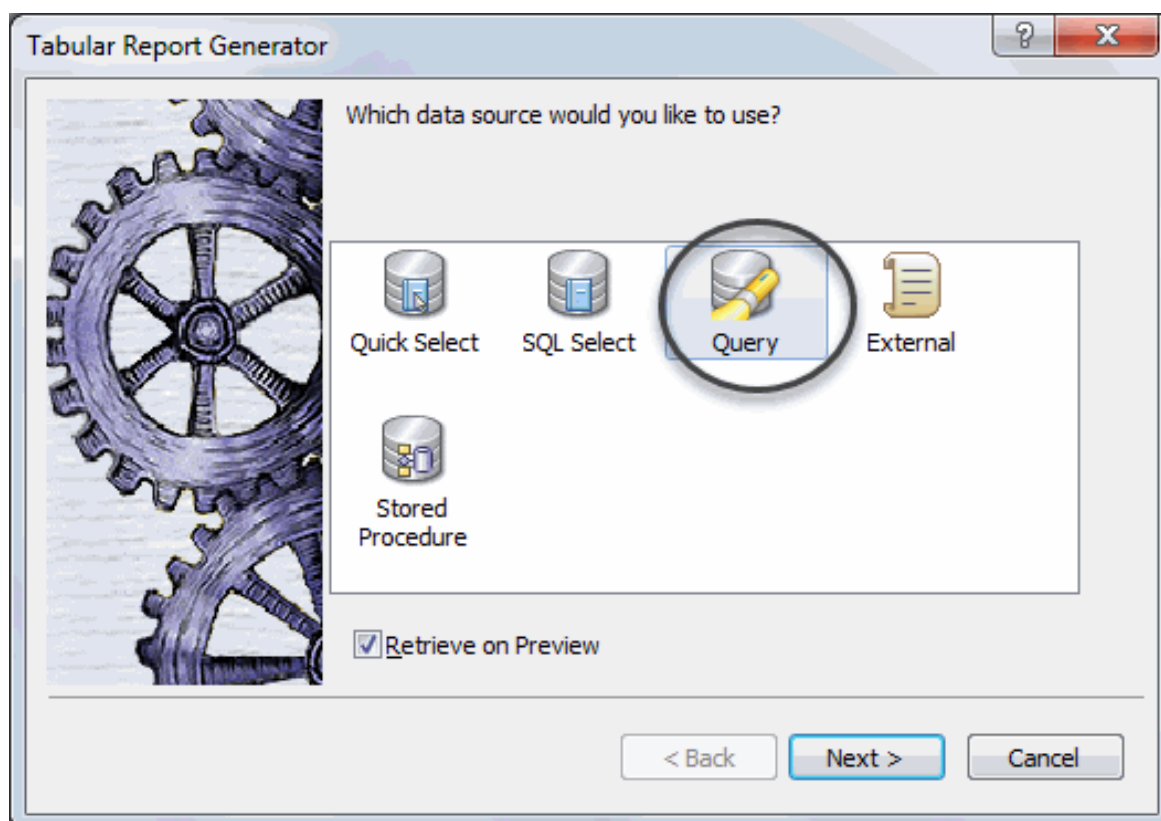 Tabular Report Generator
Which data source would you like to use?
Quick Select SQL Select Query External
Stored
Procedure
Retrieve on Preview
< Back Next > Cancel